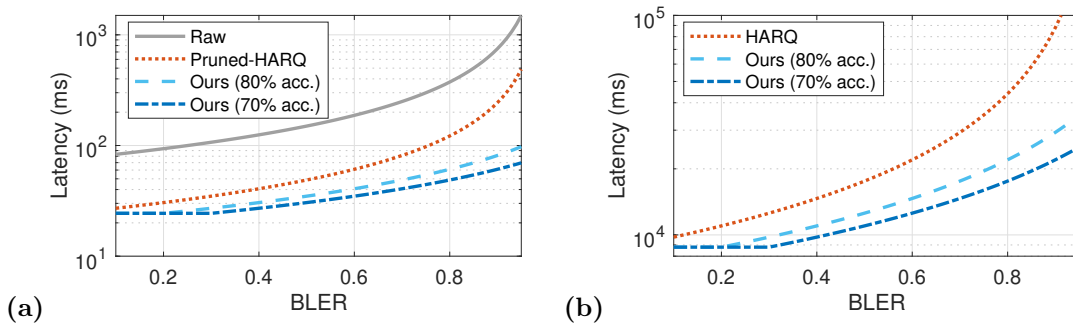 10^3
10^2
10^1
Latency (ms)
Raw
Pruned-HARQ
Ours (80% acc.)
Ours (70% acc.)
0.2 0.4 0.6 0.8
BLER
(a)
10^5
10^4
Latency (ms)
HARQ
Ours (80% acc.)
Ours (70% acc.)
0.2 0.4 0.6 0.8
BLER
(b)